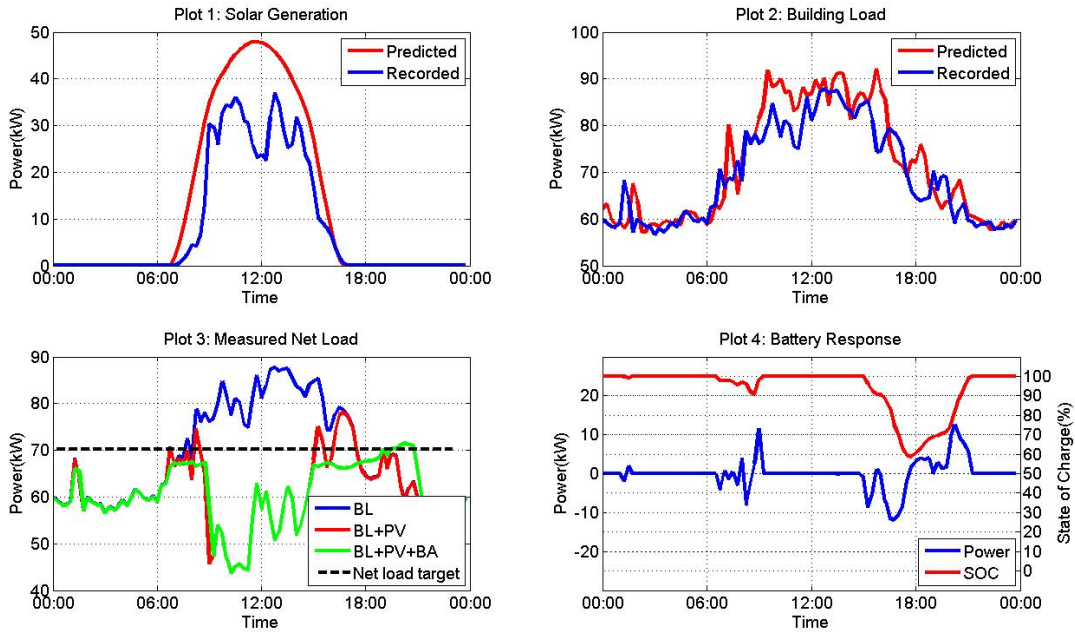 Plot 1: Solar Generation
Power(kW)
50
40
30
20
10
0
Predicted
Recorded
00:00 06:00 12:00 18:00 00:00
Time
Plot 2: Building Load
Power(kW)
100
90
80
70
60
50
Predicted
Recorded
00:00 06:00 12:00 18:00 00:00
Time
Plot 3: Measured Net Load
Power(kW)
90
80
70
60
50
40
BL
BL+PV
BL+PV+BA
Net load target
00:00 06:00 12:00 18:00 00:00
Time
Plot 4: Battery Response
Power(kW)
20
10
0
-10
-20
100
90
80
70
60
50
40
30
20
10
0
State of Charge(%)
Power
SOC
00:00 06:00 12:00 18:00 00:00
Time